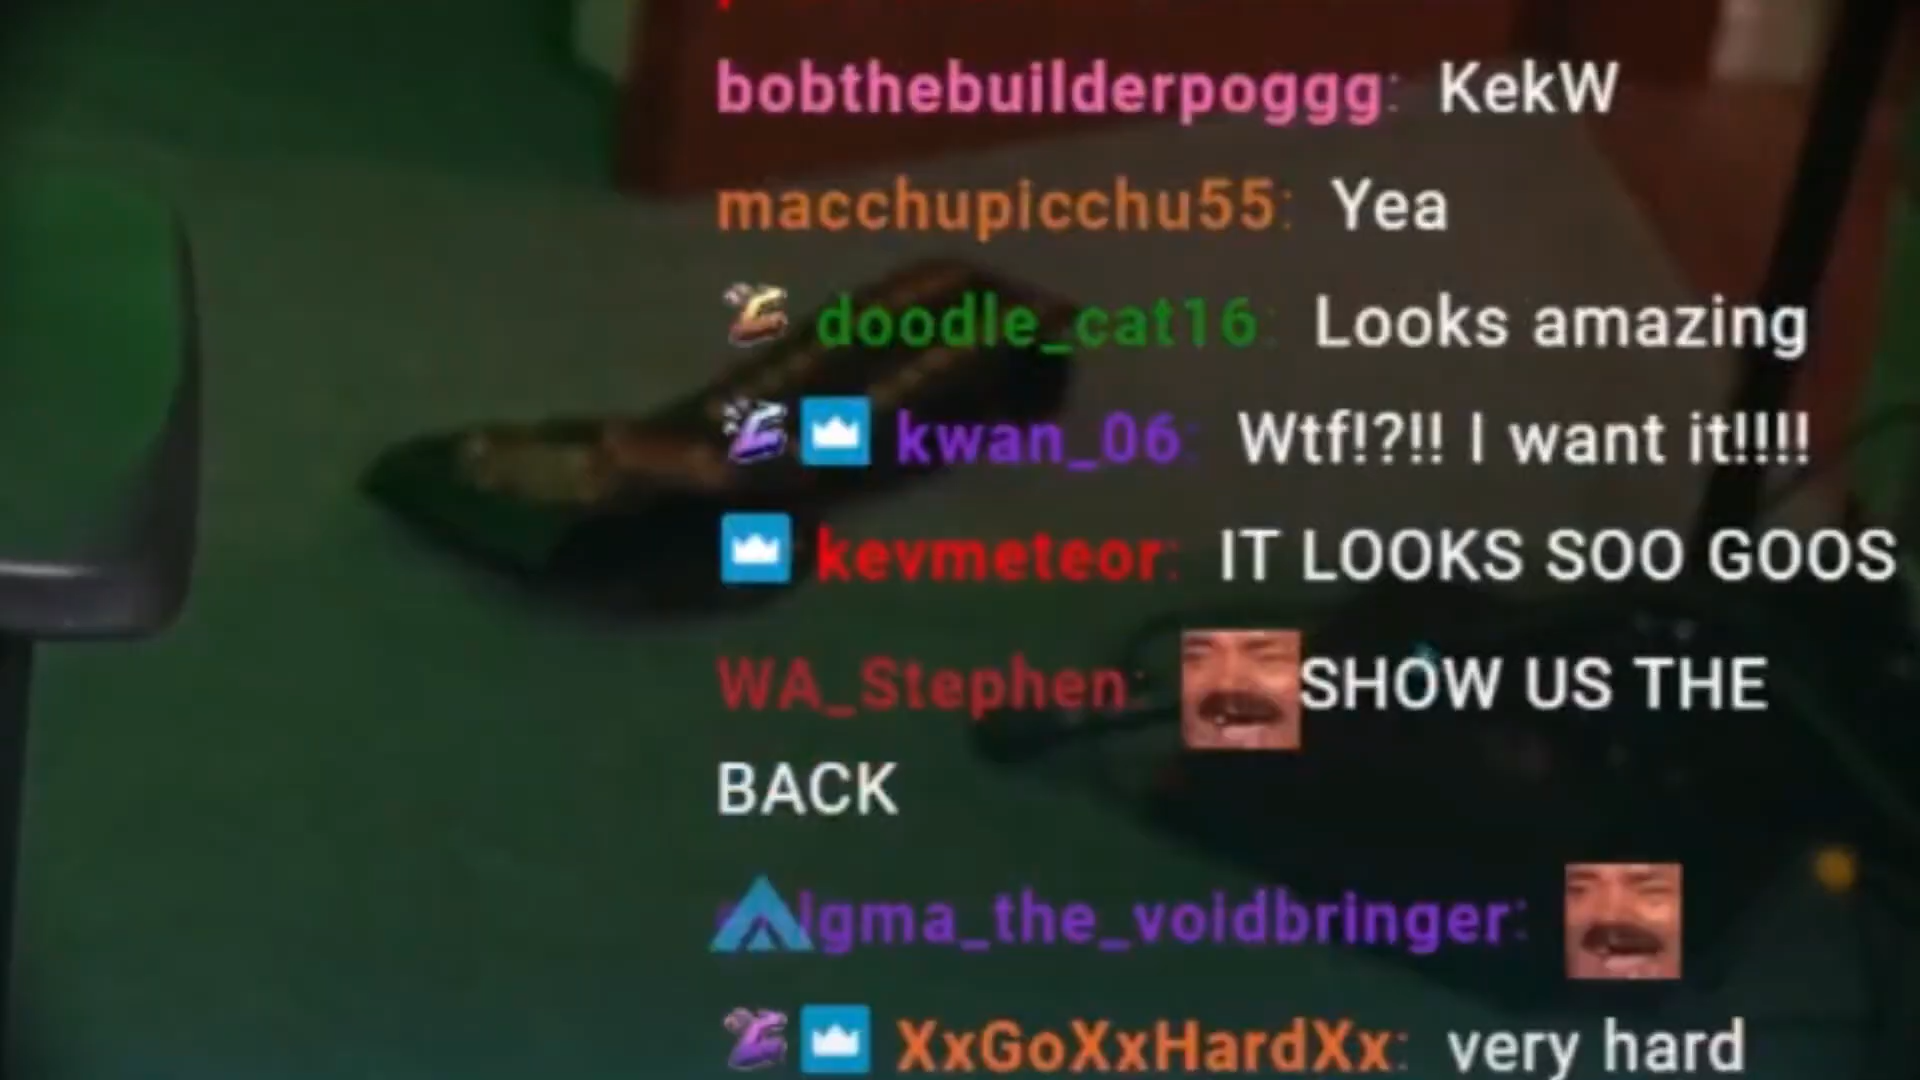 bobthebuilderpoggg: KekW
macchupicchu55: Yea
doodle_cat16: Looks amazing
kwan_06: Wtf!?!! I want it!!!!
kevmeteor: IT LOOKS SOO GOOS
WA_Stephen: SHOW US THE
BACK
lgma_the_voidbringer:
XxGoXxHardXx: very hard